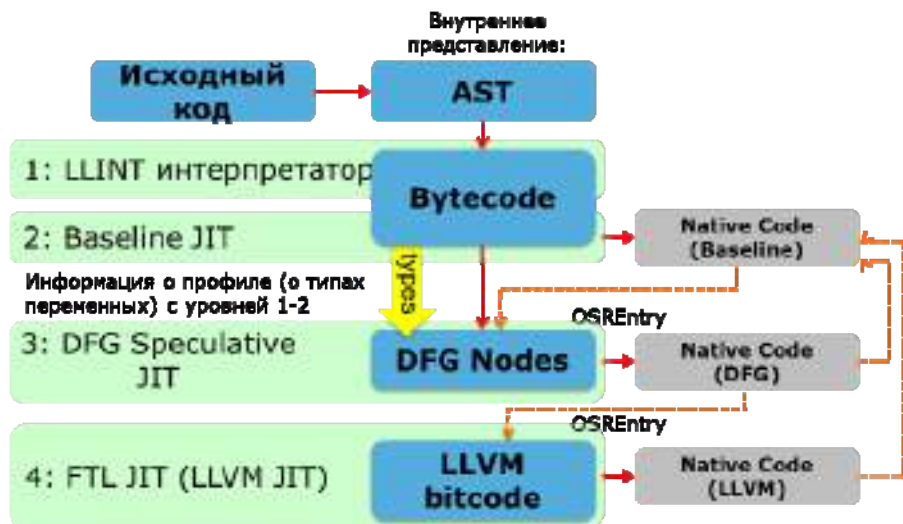 Внутреннее
представление:
Исходный
код
AST
1: LLINT интерпретатор
Bytecode
2: Baseline JIT
Native Code
(Baseline)
types
Информация о профиле (о типах
переменных) с уровней 1-2
OSREntry
3: DFG Speculative
JIT
DFG Nodes
Native Code
(DFG)
OSREntry
4: FTL JIT (LLVM JIT)
LLVM
bitcode
Native Code
(LLVM)